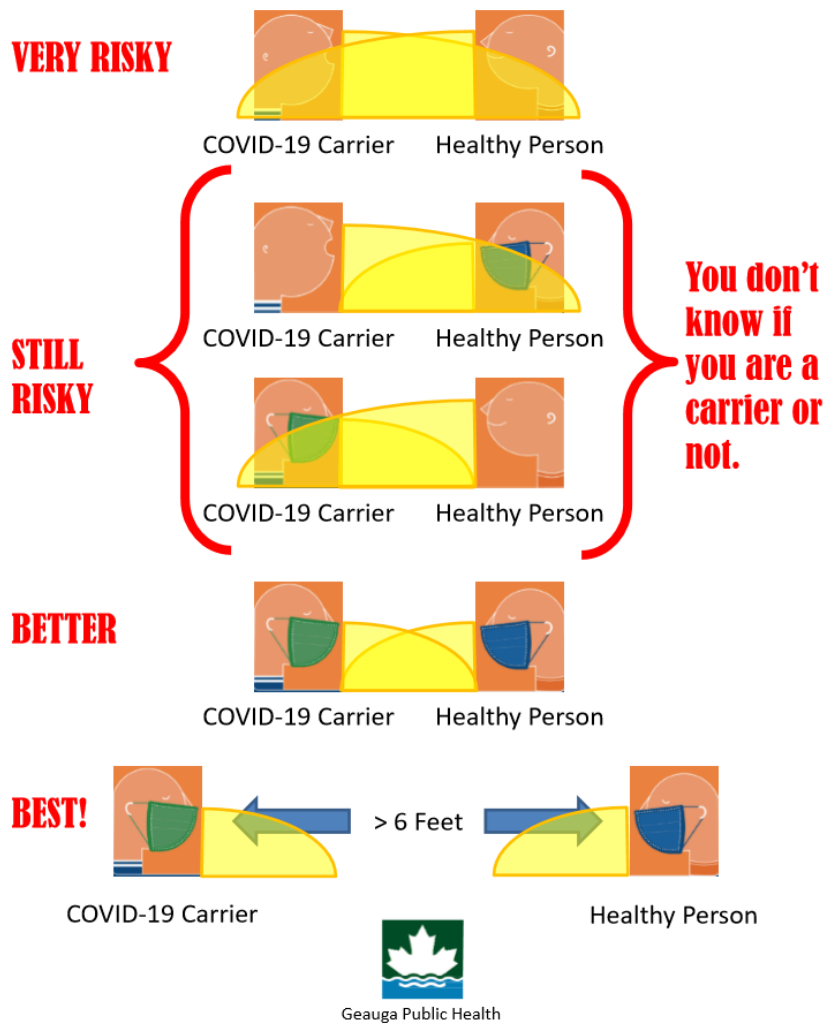 VERY RISKY
COVID-19 Carrier
Healthy Person
COVID-19 Carrier
Healthy Person
STILL
RISKY
You don’t
know if
you are a
carrier or
not.
COVID-19 Carrier
Healthy Person
BETTER
COVID-19 Carrier
Healthy Person
BEST!
> 6 Feet
COVID-19 Carrier
Healthy Person
Geauga Public Health